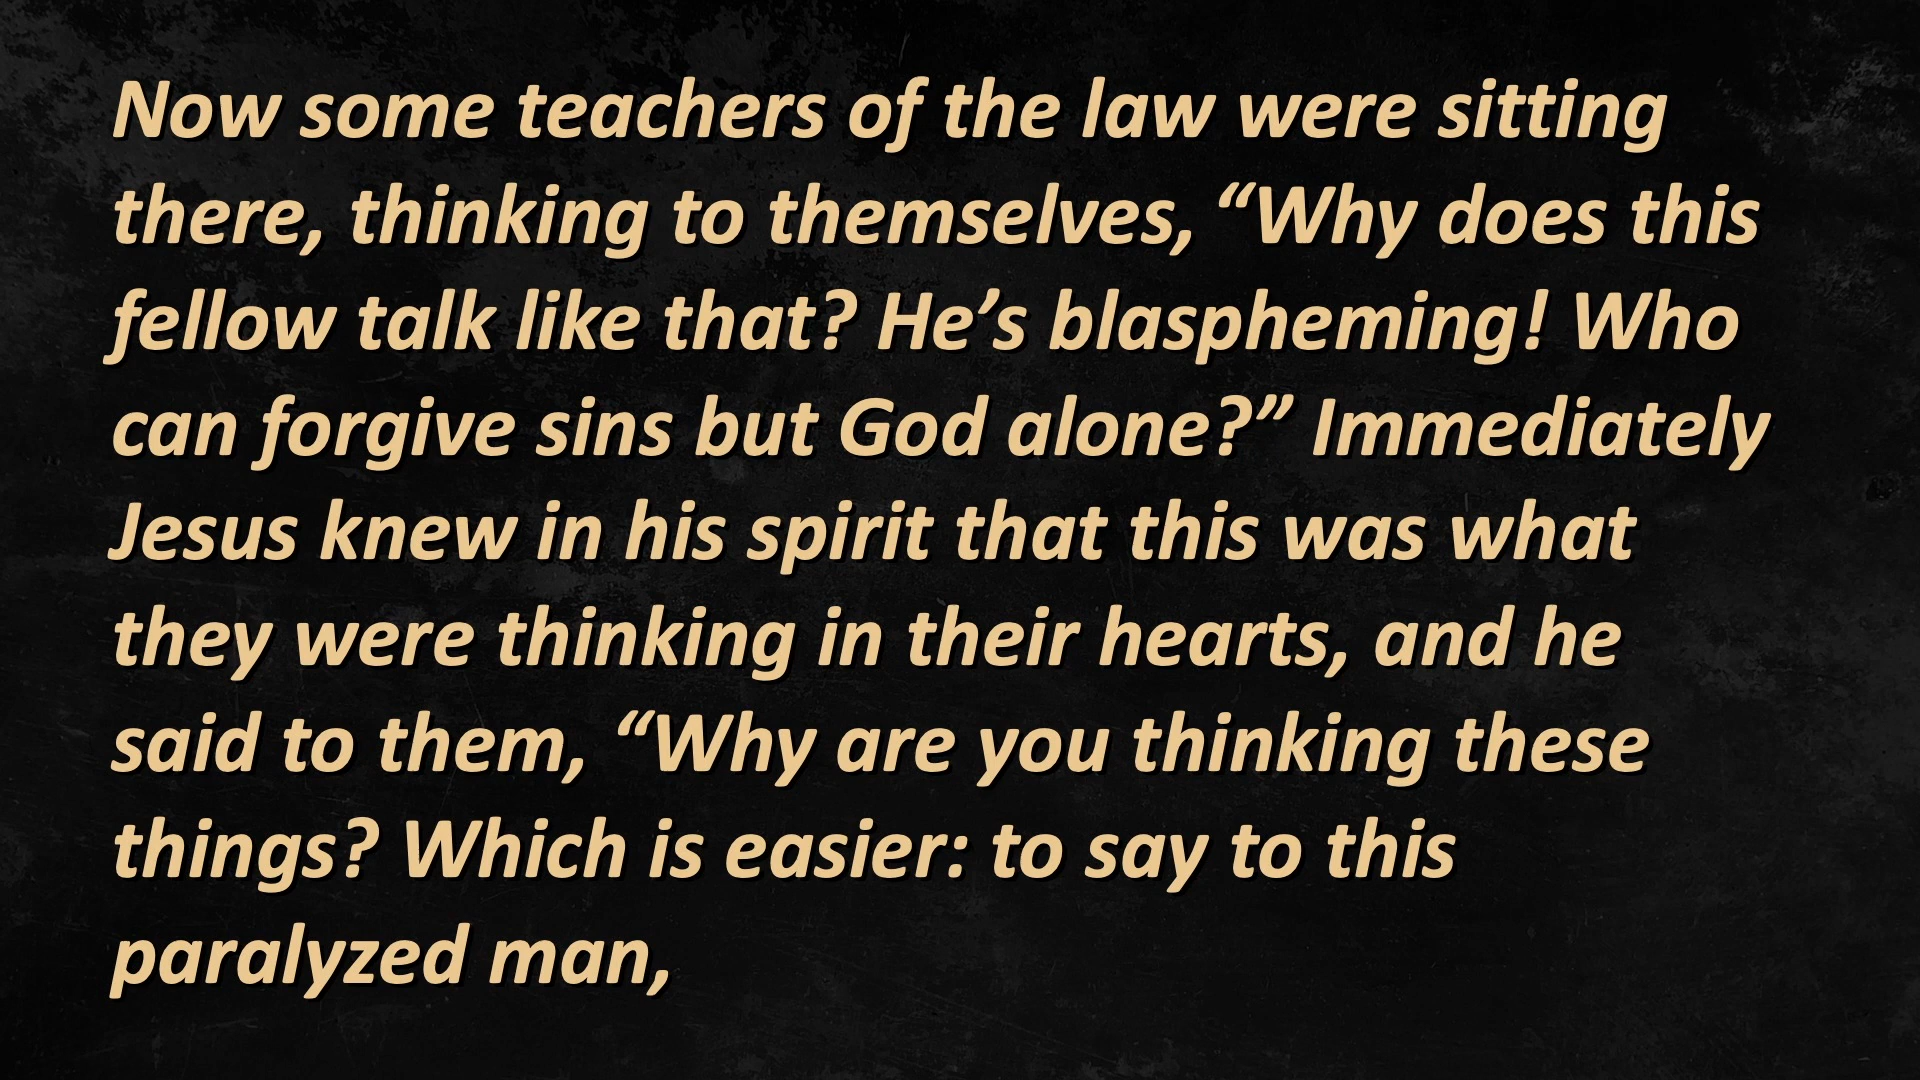 Now some teachers of the law were sitting
there, thinking to themselves, “Why does this
fellow talk like that? He’s blaspheming! Who
can forgive sins but God alone?” Immediately
Jesus knew in his spirit that this was what
they were thinking in their hearts, and he
said to them, “Why are you thinking these
things? Which is easier: to say to this
paralyzed man,